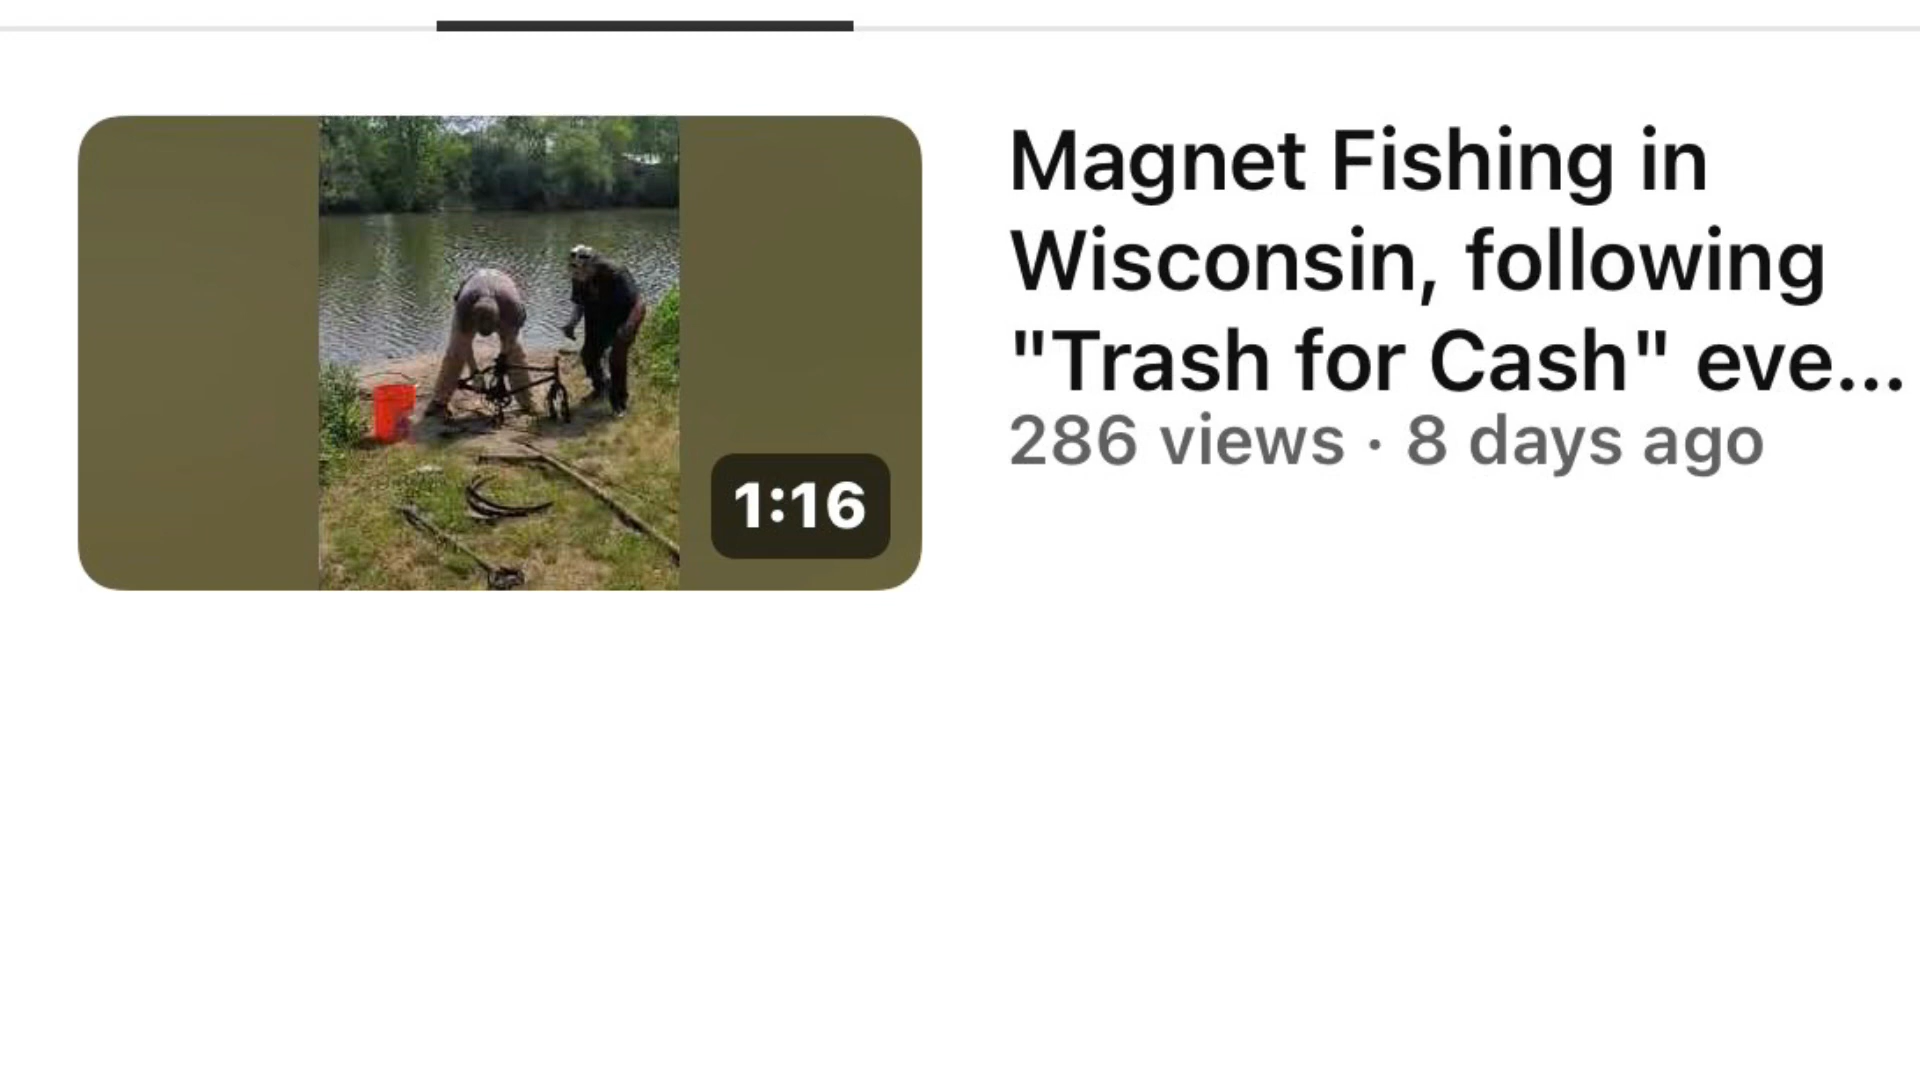 1:16
Magnet Fishing in
Wisconsin, following
"Trash for Cash" eve...
286 views · 8 days ago